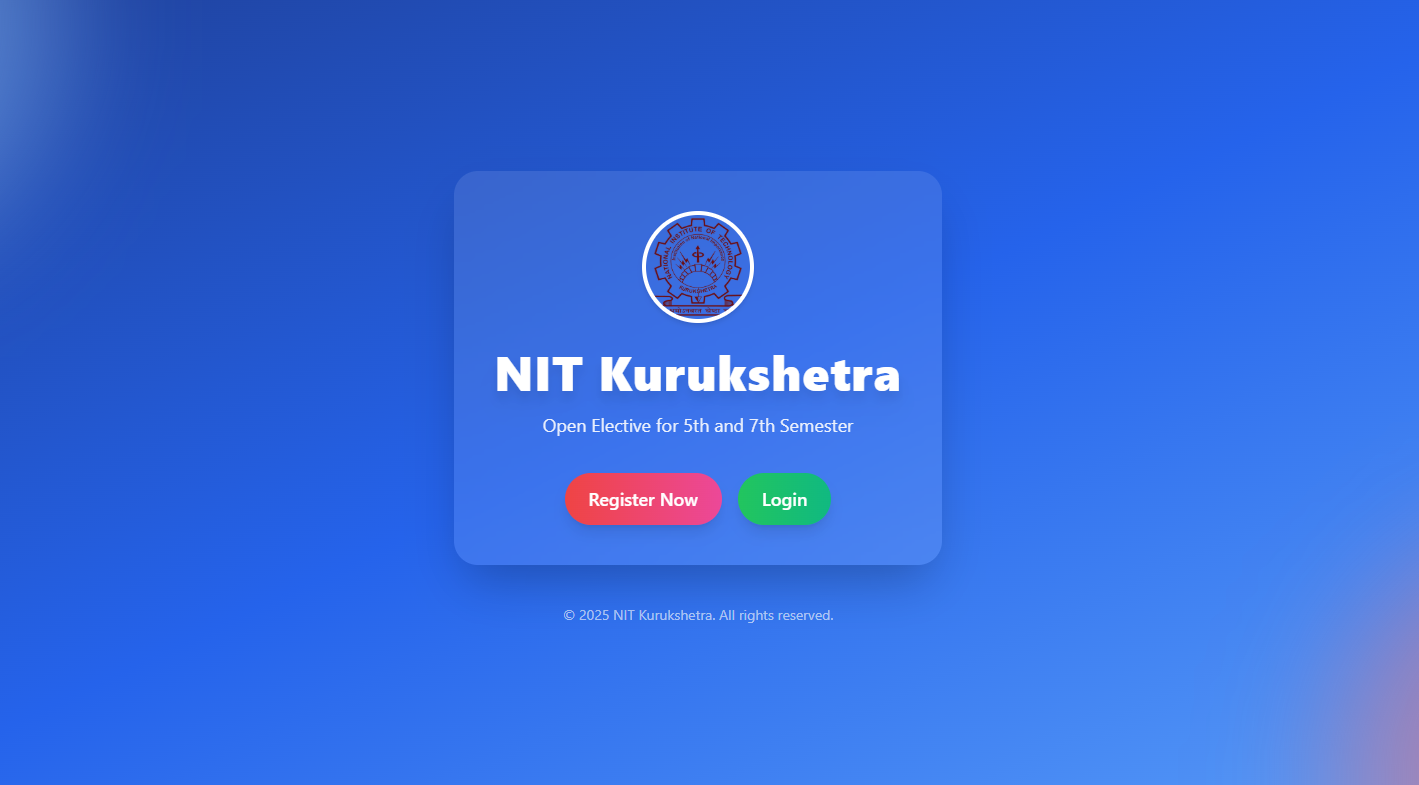 NATIONAL INSTITUTE OF TECHNOLOGY
KURUKSHETRA
NIT Kurukshetra
Open Elective for 5th and 7th Semester
Register Now
Login
© 2025 NIT Kurukshetra. All rights reserved.